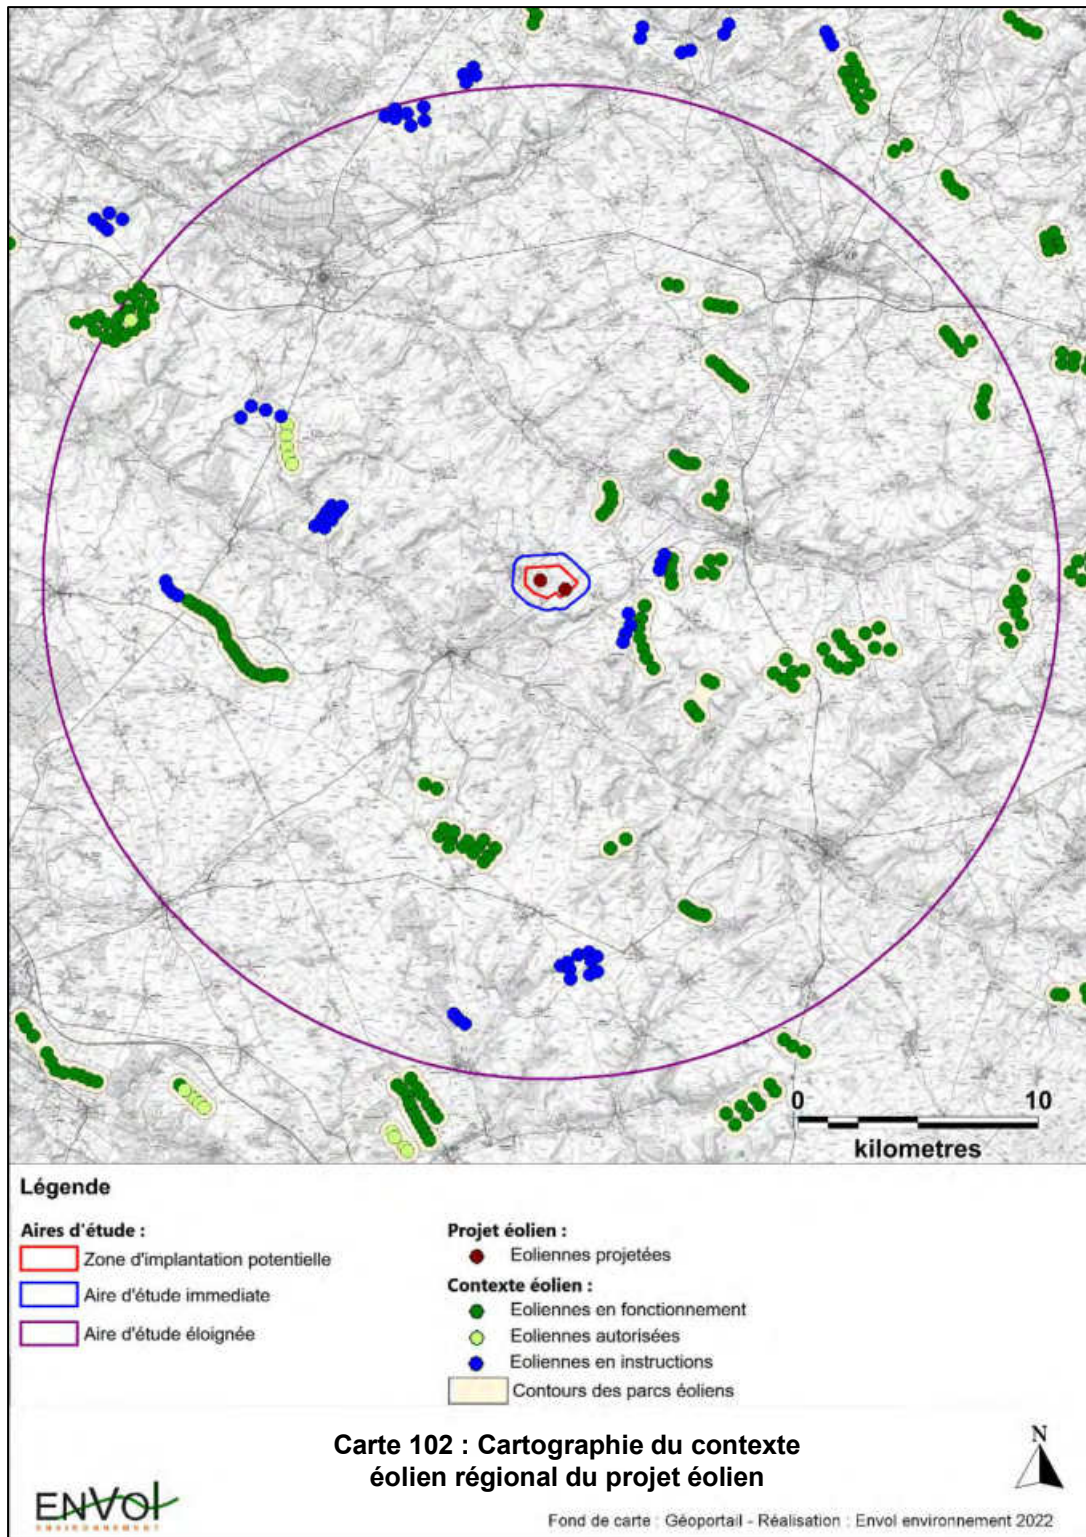 0 10
kilometres
Légende
Aires d'étude :
Zone d'implantation potentielle
Aire d'étude immediate
Aire d'étude éloignée
Projet éolien :
Eoliennes projetées
Contexte éolien :
Eoliennes en fonctionnement
Eoliennes autorisées
Eoliennes en instructions
Contours des parcs éoliens
Carte 102 : Cartographie du contexte
éolien régional du projet éolien
N
ENVOl
ENVIRONNEMENT
Fond de carte : Géoportail - Réalisation : Envol environnement 2022